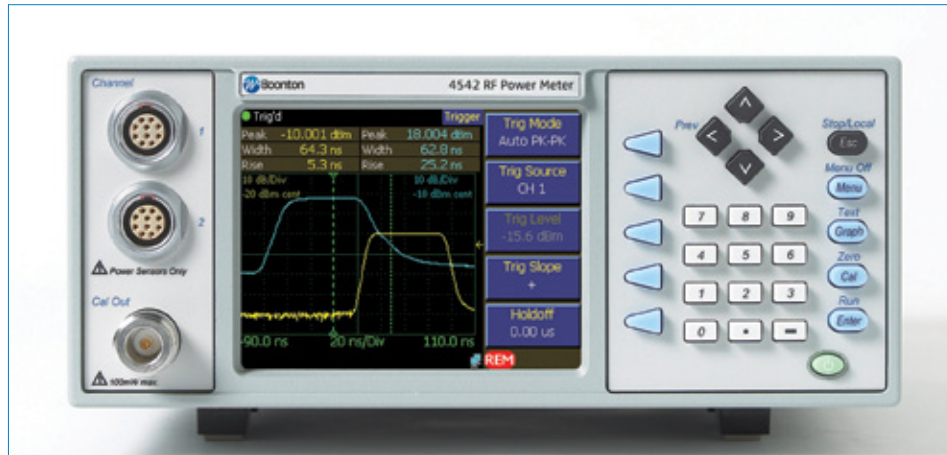 Channel
1
2
Power Sensors Only
Cal Out
100mW max.
Boonton
4542 RF Power Meter
Trig'd
Trigger
Peak -10.001 dBm Peak 18.004 dBm
Width 64.3 ns Width 62.8 ns
Rise 5.3 ns Rise 25.2 ns
10 dB/Div 10 dB/Div
-20 dBm cent -10 dBm cent
-90.0 ns 20 ns/Div 110.0 ns
Trig Mode
Auto PK-PK
Trig Source
CH 1
Trig Level
-15.6 dBm
Trig Slope
+
Holdoff
0.00 us
REM
Prev
Stop/Local
Esc
Menu Off
Menu
Text
Graph
Zero
Cal
Run
Enter
7 8 9
4 5 6
1 2 3
0 • −